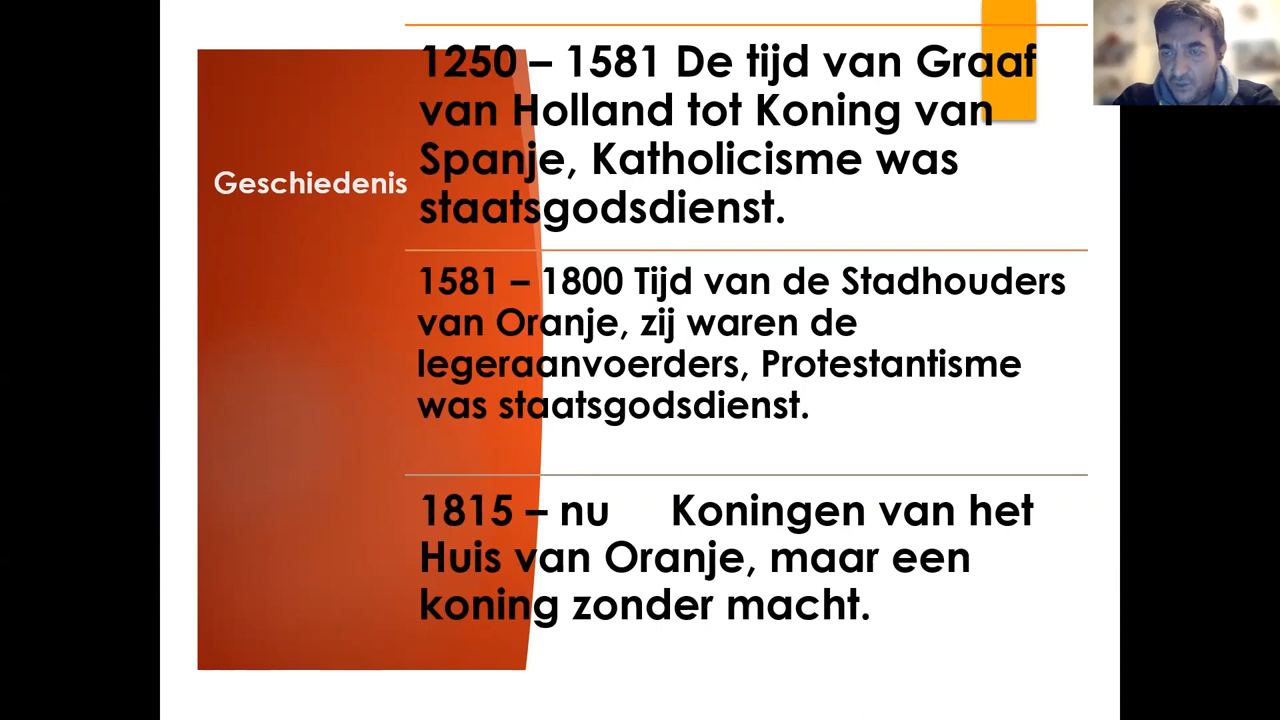 Geschiedenis
1250 – 1581 De tijd van Graaf
van Holland tot Koning van
Spanje, Katholicisme was
staatsgodsdienst.
1581 – 1800 Tijd van de Stadhouders
van Oranje, zij waren de
legeraanvoerders, Protestantisme
was staatsgodsdienst.
1815 – nu Koningen van het
Huis van Oranje, maar een
koning zonder macht.